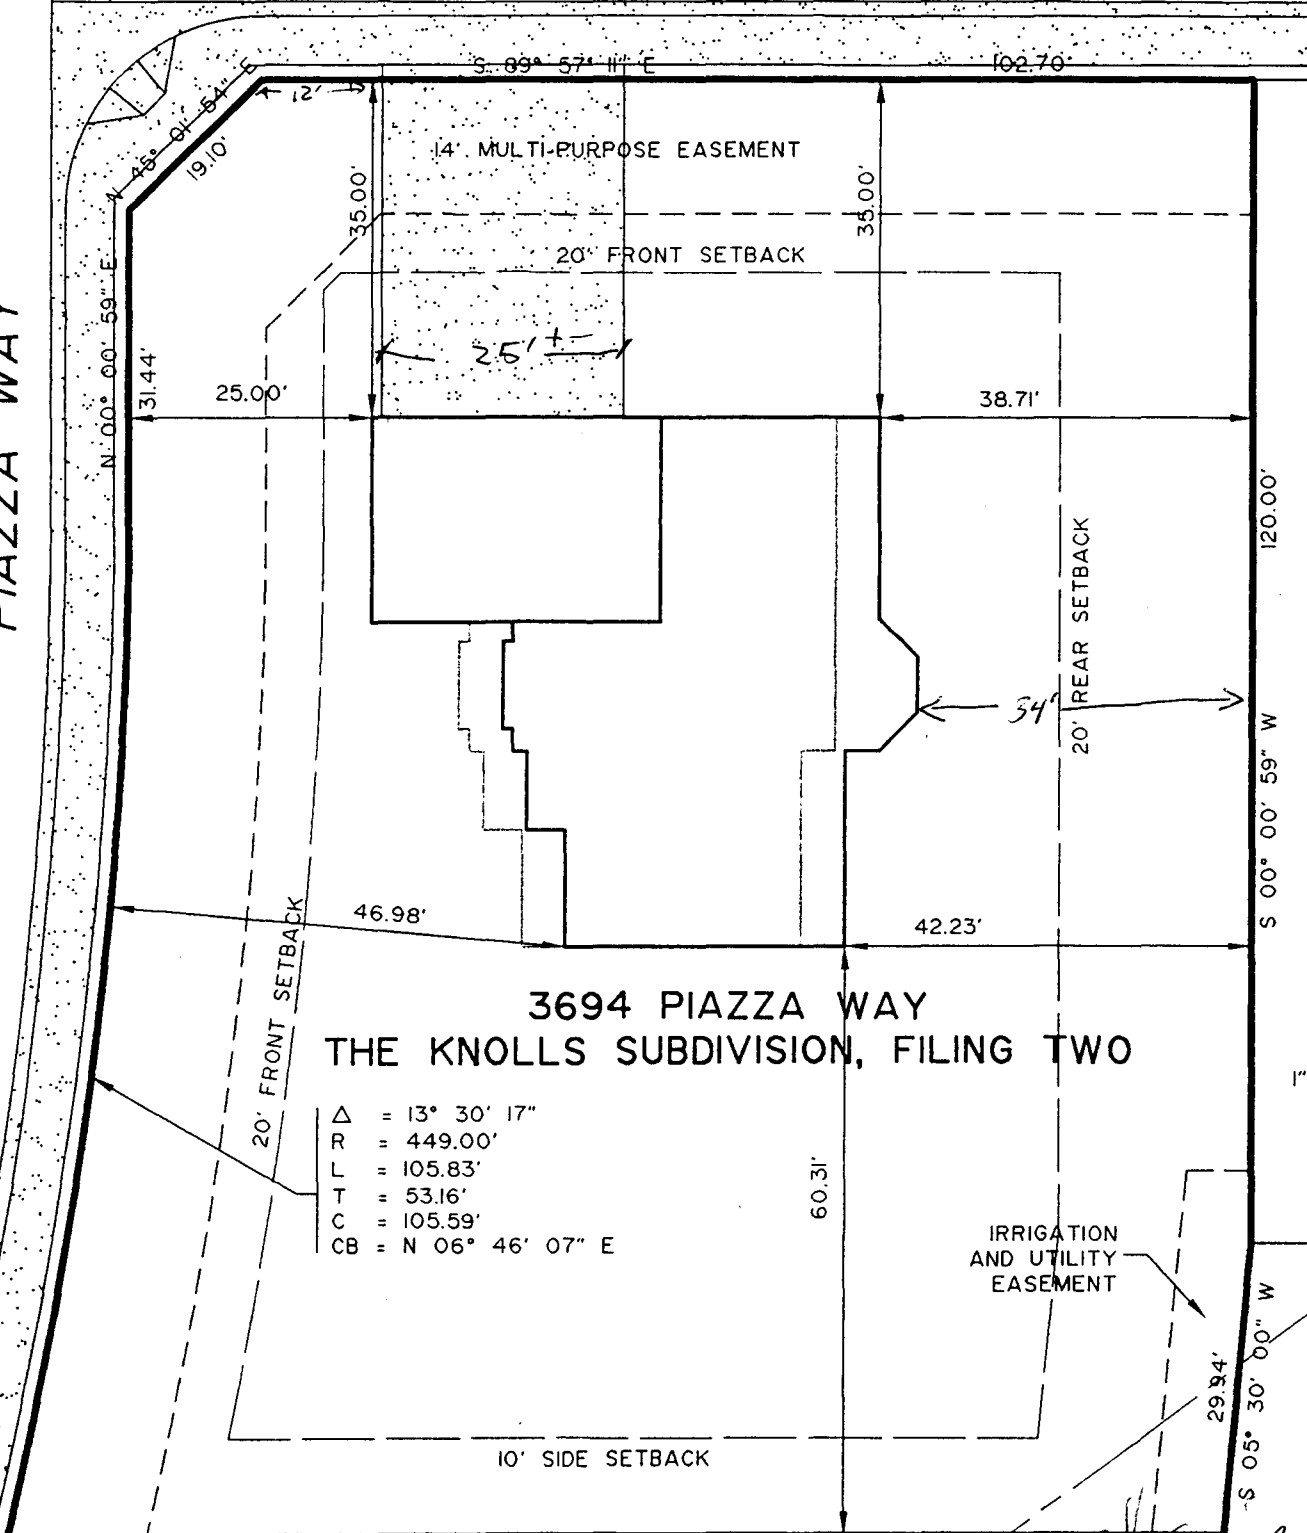 S 89° 57' 11" E
102.70'
N 45° 01' 54" E
19.10'
12'
14' MULTI-PURPOSE EASEMENT
35.00'
35.00'
20' FRONT SETBACK
N 00° 00' 59" E
31.44'
PIAZZA WAY
25' +-
25.00'
38.71'
120.00'
20' REAR SETBACK
34'
S 00° 00' 59" W
46.98'
42.23'
20' FRONT SETBACK
3694 PIAZZA WAY
THE KNOLLS SUBDIVISION, FILING TWO
1"
Δ = 13° 30' 17"
R = 449.00'
L = 105.83'
T = 53.16'
C = 105.59'
CB = N 06° 46' 07" E
60.31'
IRRIGATION
AND UTILITY
EASEMENT
29.94'
S 05° 30' 00" W
10' SIDE SETBACK